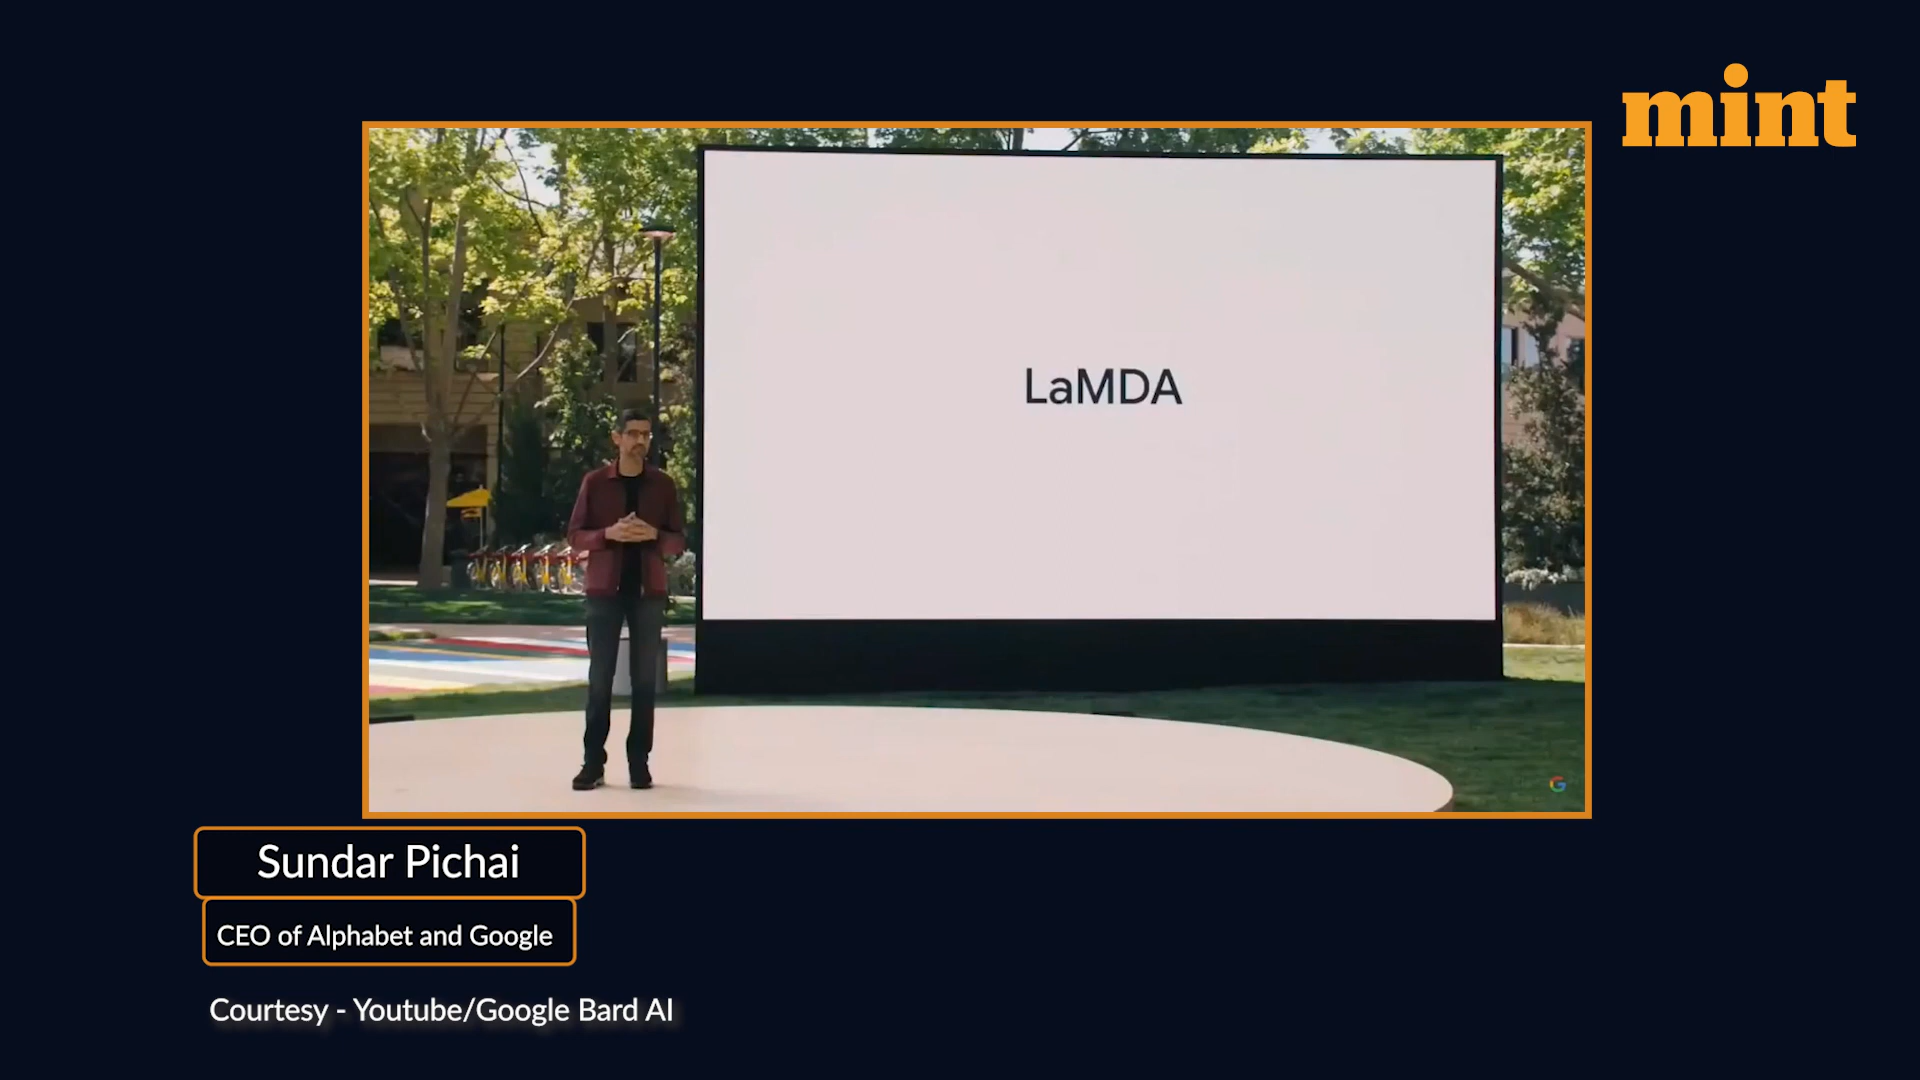 mint
LaMDA
Sundar Pichai
CEO of Alphabet and Google
Courtesy - Youtube/Google Bard AI